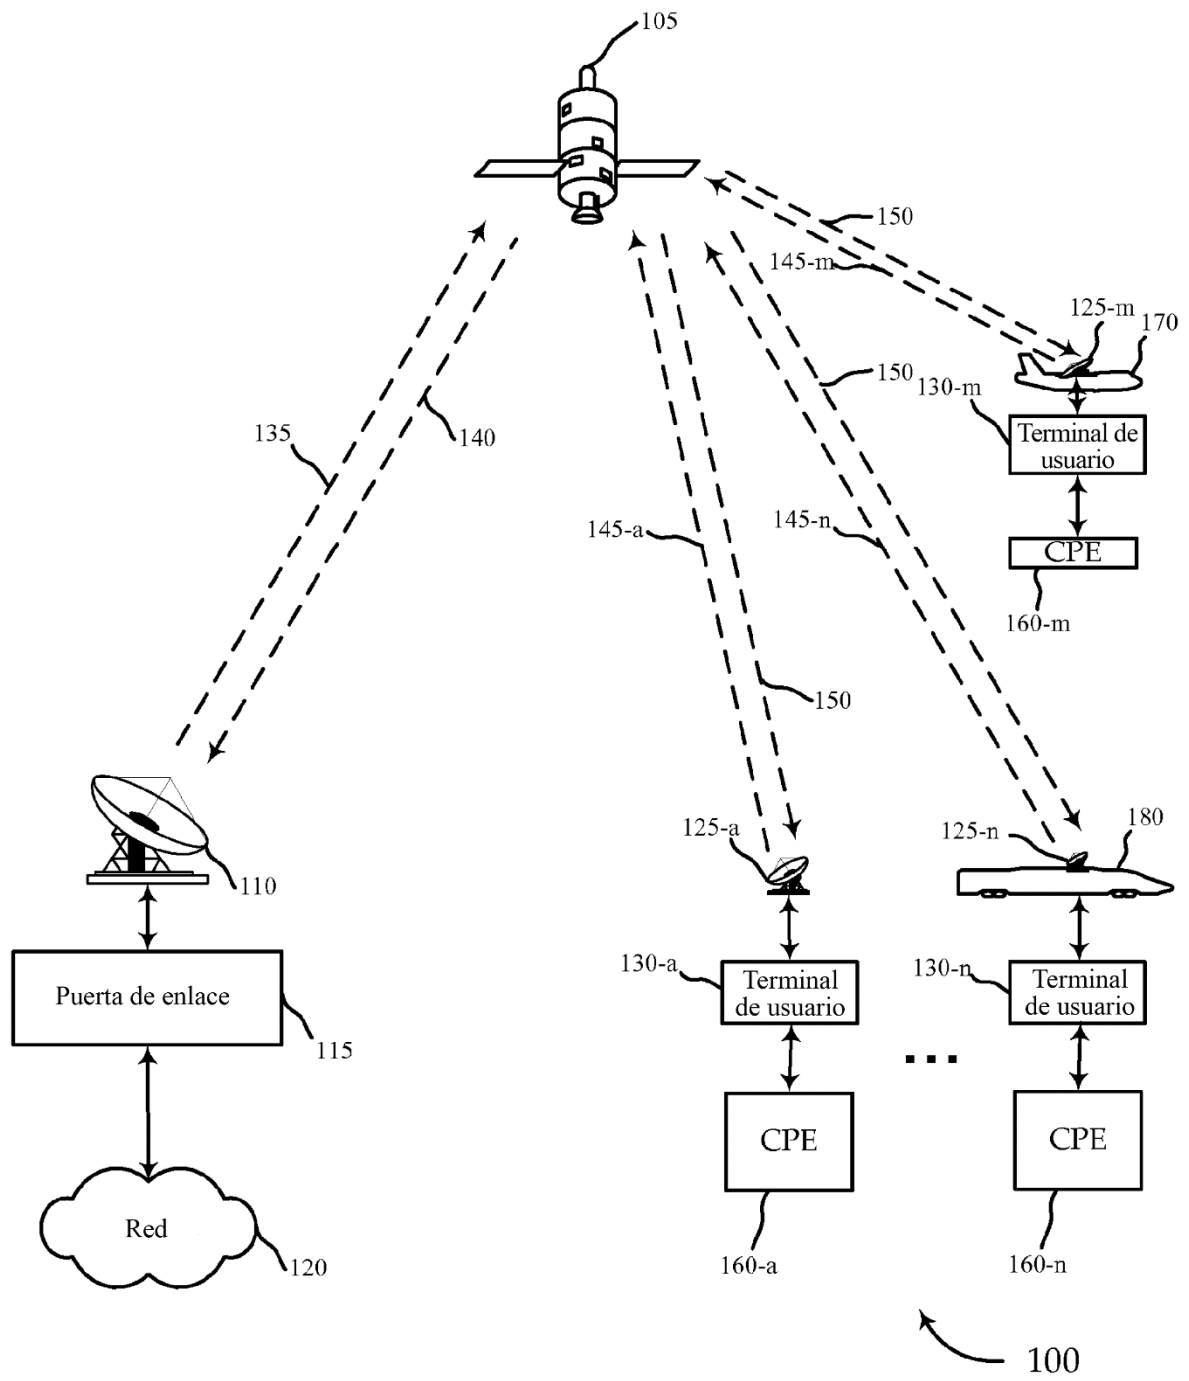 105
150
145-m
125-m
170
150
130-m
135
140
Terminal de
usuario
145-a
145-n
CPE
160-m
150
125-a
125-n
180
110
130-a
130-n
Puerta de enlace
Terminal
de usuario
Terminal
de usuario
115
CPE
CPE
Red
120
160-a
160-n
100